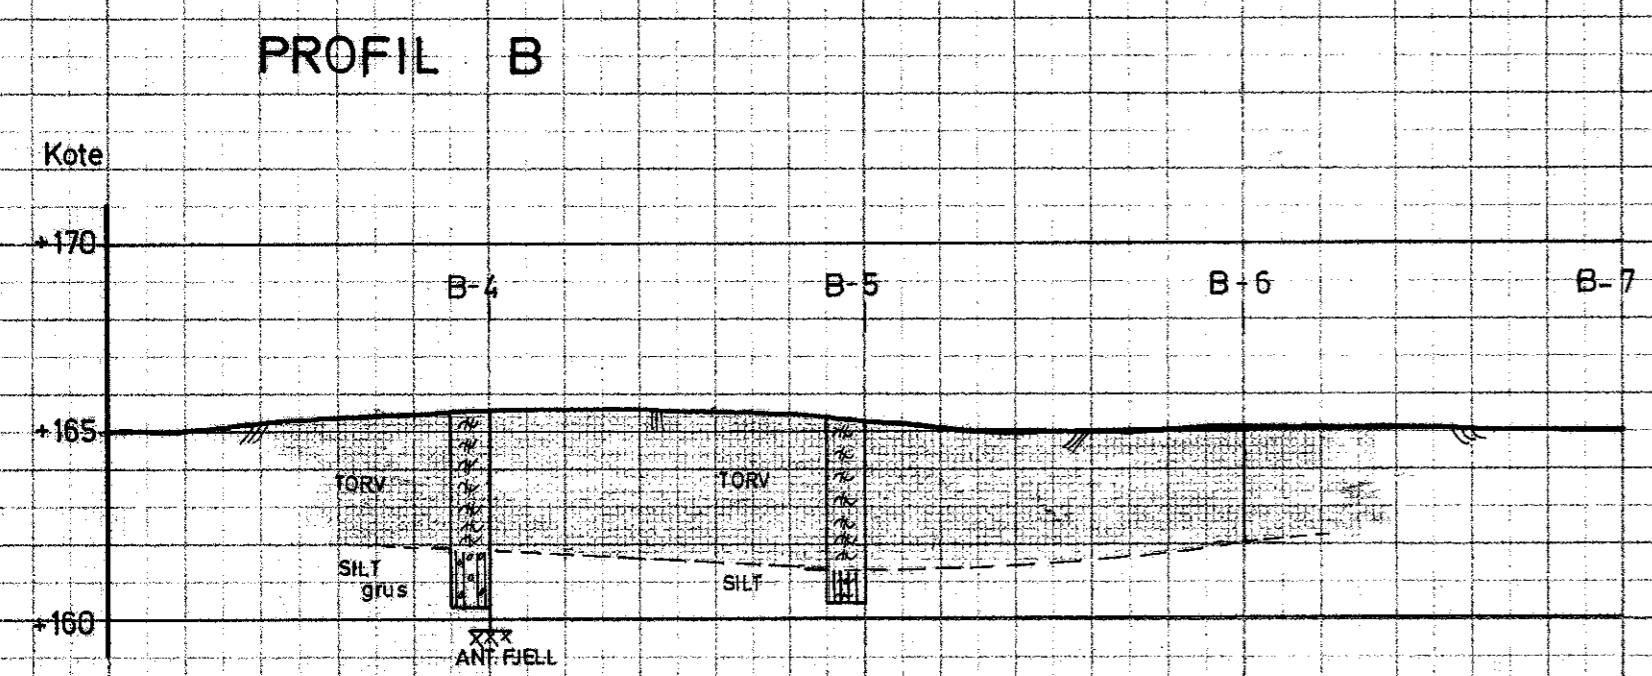 PROFIL B
Kote
+170
B-4 B-5 B-6 B-7
+165
TORV TORV
SILT
grus
SILT
+160
ANT. FJELL